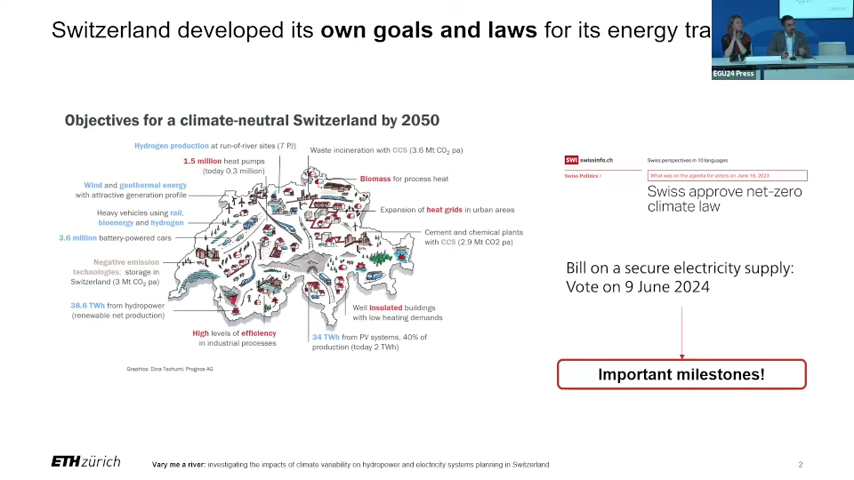 Switzerland developed its own goals and laws for its energy tra
EGU24 Press
Objectives for a climate-neutral Switzerland by 2050
Hydrogen production at run-of-river sites (7 PJ)
Waste incineration with CCS (3.6 Mt CO2 pa)
1.5 million heat pumps
(today 0.3 million)
Biomass for process heat
Wind and geothermal energy
with attractive generation profile
Expansion of heat grids in urban areas
Heavy vehicles using rail,
bioenergy and hydrogen
3.6 million battery-powered cars
Cement and chemical plants
with CCS (2.9 Mt CO2 pa)
Negative emission
technologies: storage in
Switzerland (3 Mt CO2 pa)
38.6 TWh from hydropower
(renewable net production)
Well insulated buildings
with low heating demands
High levels of efficiency
in industrial processes
34 TWh from PV systems, 40% of
production (today 2 TWh)
Graphics: Dina Tschumi; Prognos AG
SWI swissinfo.ch
Swiss perspectives in 10 languages
Swiss Politics
What was on the agenda for voters on June 18, 2023
Swiss approve net-zero
climate law
Bill on a secure electricity supply:
Vote on 9 June 2024
Important milestones!
ETH zürich
Vary me a river: investigating the impacts of climate variability on hydropower and electricity systems planning in Switzerland
2